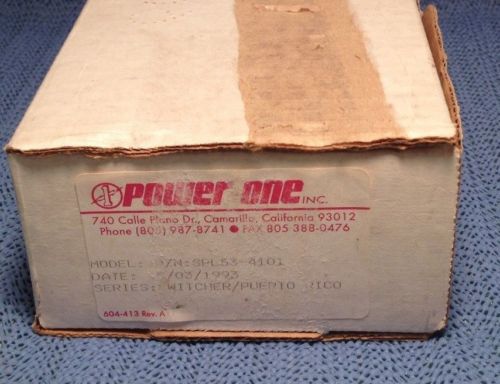 Power One INC.
740 Calle Plano Dr., Camarillo, California 93012
Phone (805) 987-8741 ● FAX 805 388-0476
MODEL: P/N:SPL53-4101
DATE: 5/03/1993
SERIES: WITCHER/PUERTO RICO
604-413 Rev. A